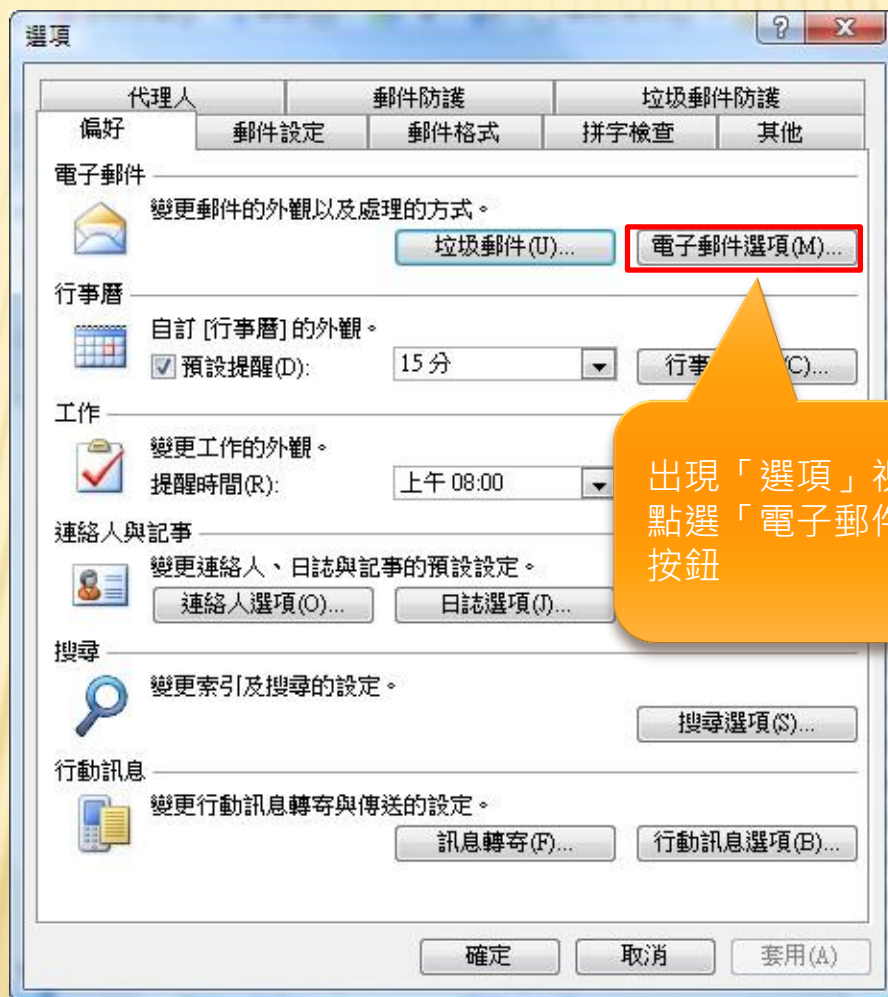 選項
代理人 郵件防護 垃圾郵件防護
偏好 郵件設定 郵件格式 拼字檢查 其他
電子郵件
變更郵件的外觀以及處理的方式。
垃圾郵件(U)... 電子郵件選項(M)...
行事曆
自訂 [行事曆] 的外觀。
預設提醒(D): 15 分 行事 (C)...
工作
變更工作的外觀。
提醒時間(R): 上午 08:00
出現「選項」
點選「電子郵件
按鈕
連絡人與記事
變更連絡人、日誌與記事的預設設定。
連絡人選項(O)... 日誌選項(J)...
搜尋
變更索引及搜尋的設定。
搜尋選項(S)...
行動訊息
變更行動訊息轉寄與傳送的設定。
訊息轉寄(F)... 行動訊息選項(B)...
確定 取消 套用(A)